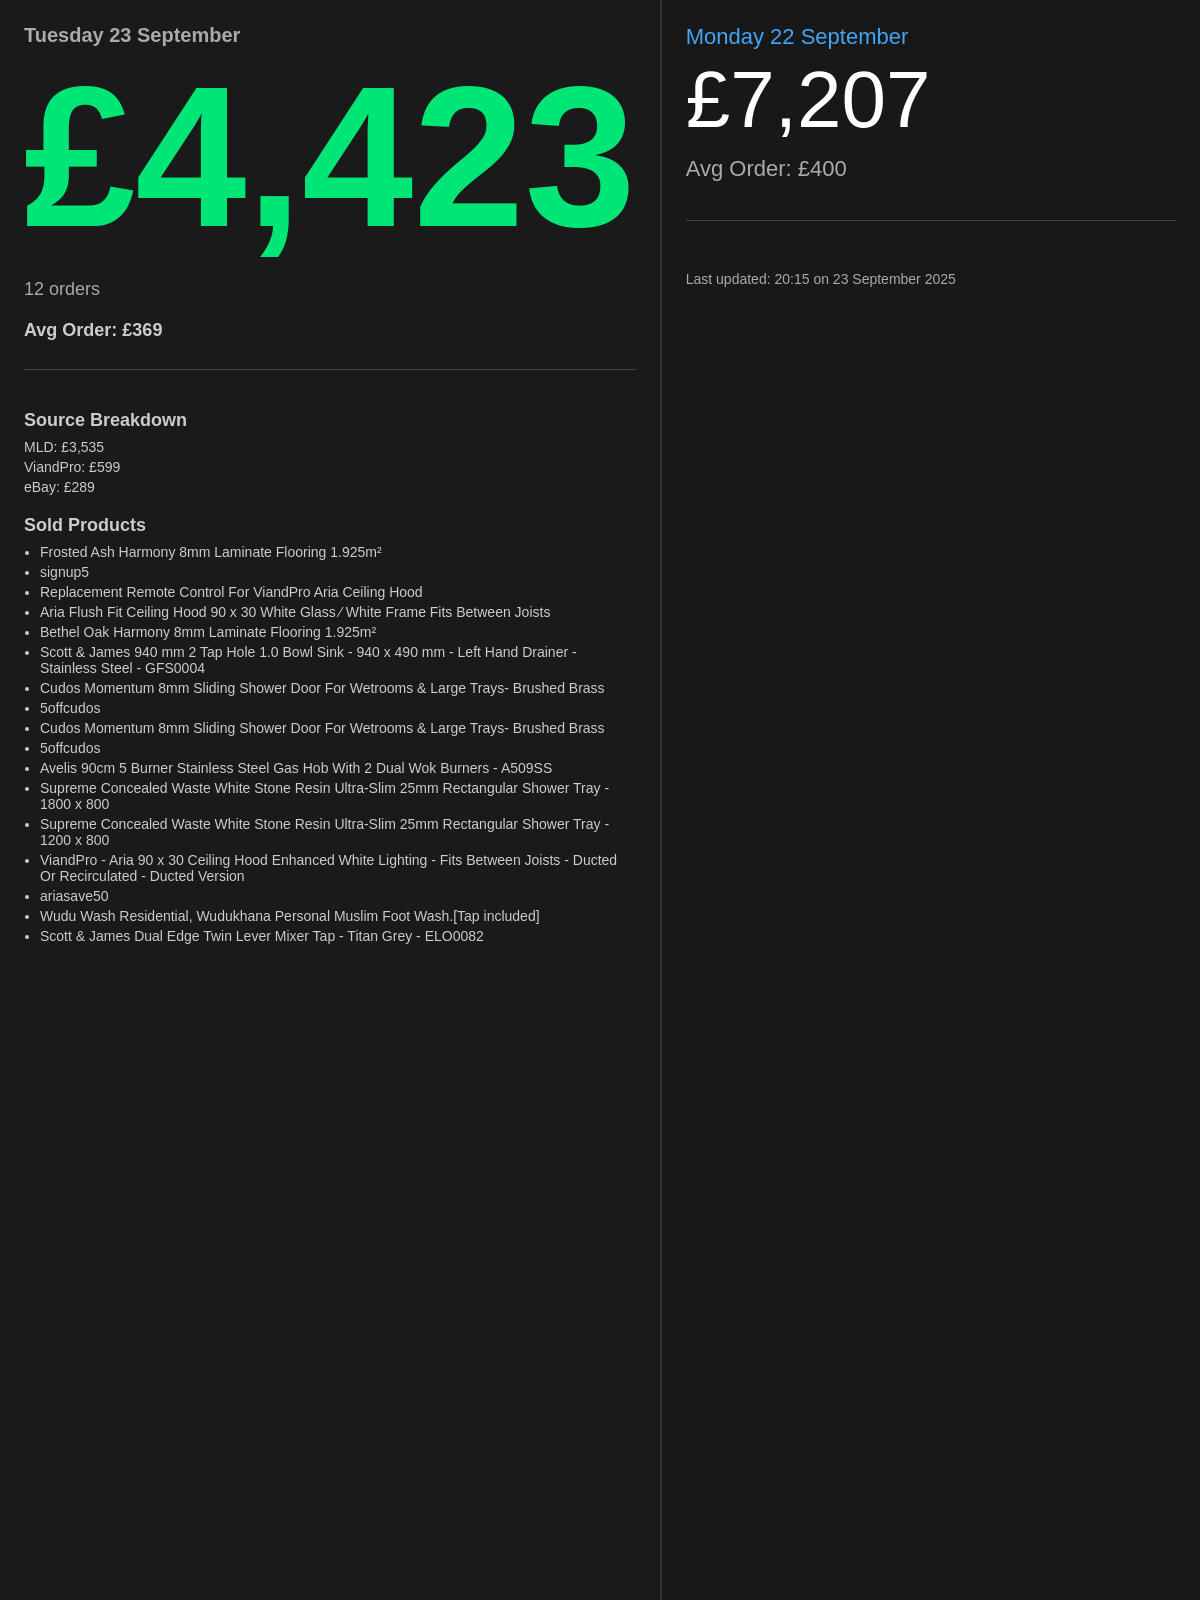 Tuesday 23 September
£4,423
12 orders
Avg Order: £369
Source Breakdown
MLD: £3,535
ViandPro: £599
eBay: £289
Sold Products
• Frosted Ash Harmony 8mm Laminate Flooring 1.925m²
• signup5
• Replacement Remote Control For ViandPro Aria Ceiling Hood
• Aria Flush Fit Ceiling Hood 90 x 30 White Glass ⁄ White Frame Fits Between Joists
• Bethel Oak Harmony 8mm Laminate Flooring 1.925m²
• Scott & James 940 mm 2 Tap Hole 1.0 Bowl Sink - 940 x 490 mm - Left Hand Drainer -
Stainless Steel - GFS0004
• Cudos Momentum 8mm Sliding Shower Door For Wetrooms & Large Trays- Brushed Brass
• 5offcudos
• Cudos Momentum 8mm Sliding Shower Door For Wetrooms & Large Trays- Brushed Brass
• 5offcudos
• Avelis 90cm 5 Burner Stainless Steel Gas Hob With 2 Dual Wok Burners - A509SS
• Supreme Concealed Waste White Stone Resin Ultra-Slim 25mm Rectangular Shower Tray -
1800 x 800
• Supreme Concealed Waste White Stone Resin Ultra-Slim 25mm Rectangular Shower Tray -
1200 x 800
• ViandPro - Aria 90 x 30 Ceiling Hood Enhanced White Lighting - Fits Between Joists - Ducted
Or Recirculated - Ducted Version
• ariasave50
• Wudu Wash Residential, Wudukhana Personal Muslim Foot Wash.[Tap included]
• Scott & James Dual Edge Twin Lever Mixer Tap - Titan Grey - ELO0082
Monday 22 September
£7,207
Avg Order: £400
Last updated: 20:15 on 23 September 2025